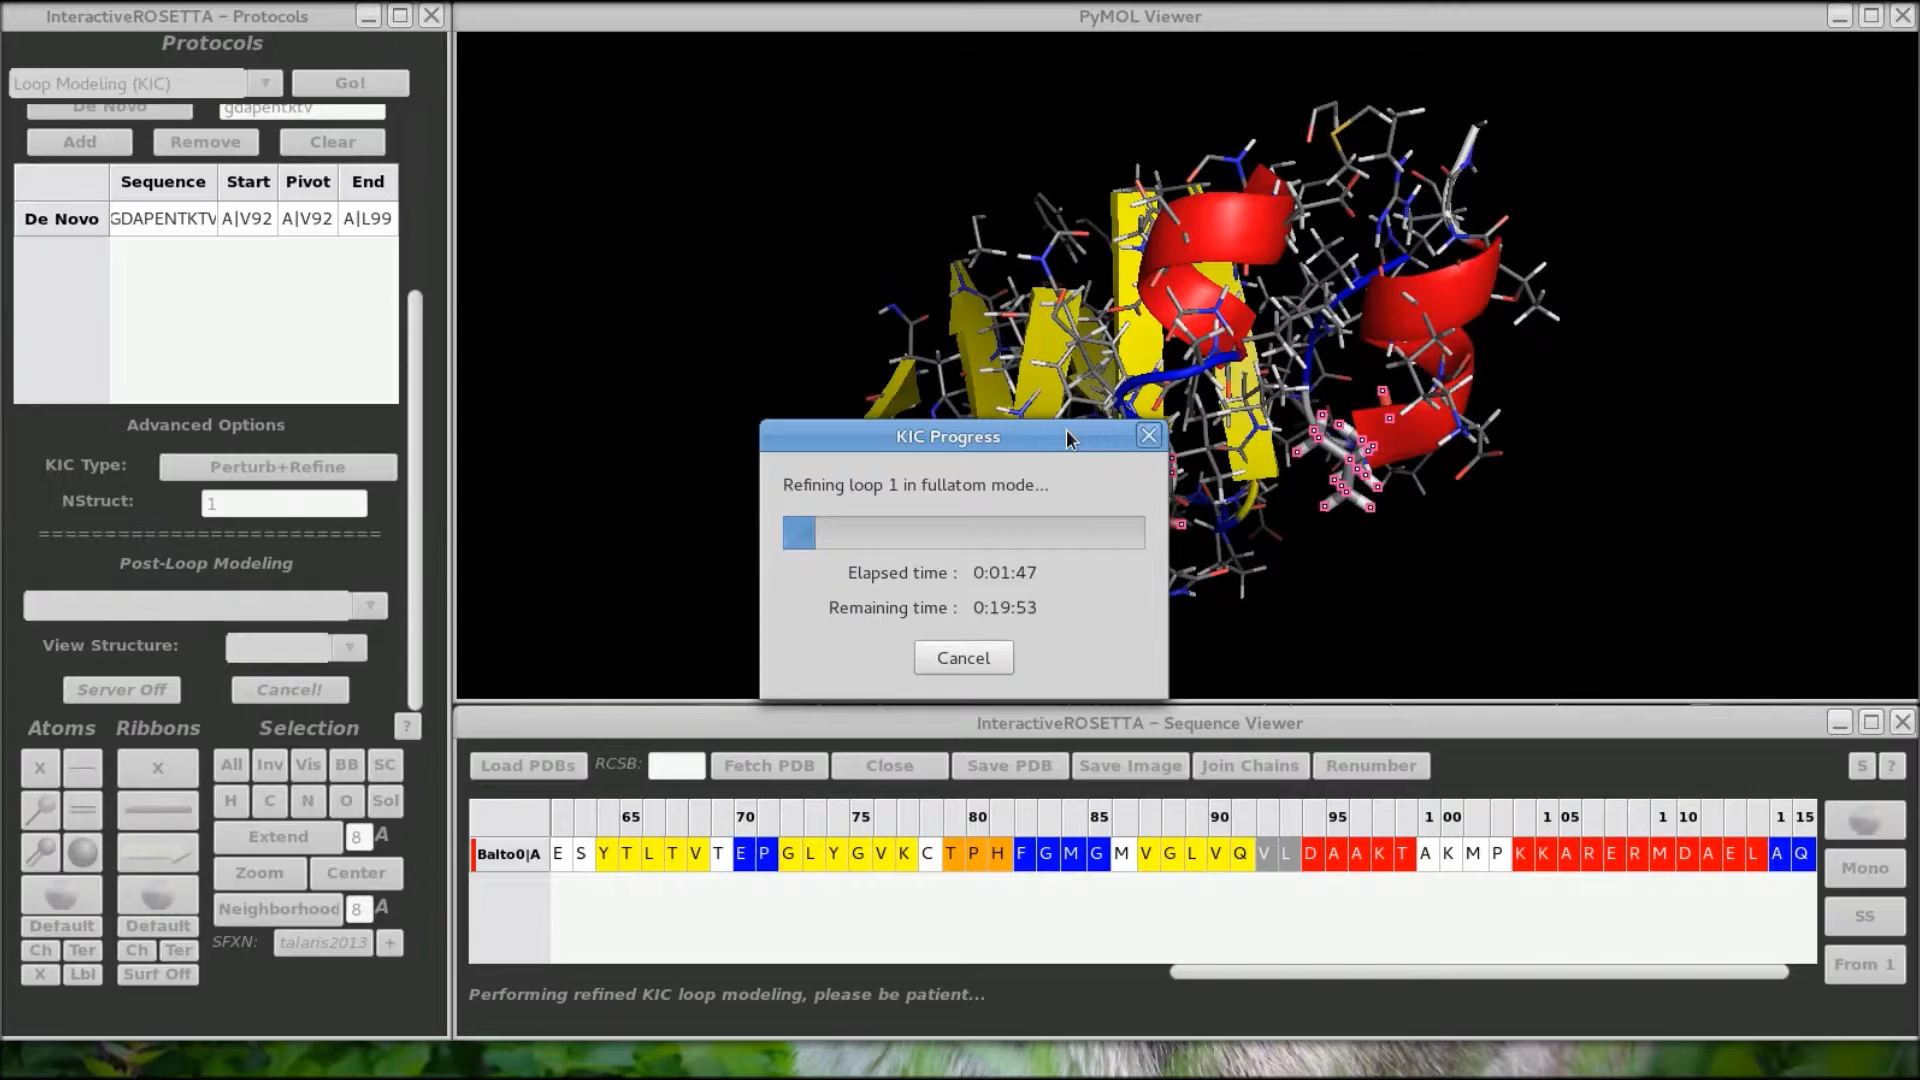 InteractiveROSETTA – Protocols
Protocols
Loop Modeling (KIC)
Go!
De Novo
gdapentktv
Add
Remove
Clear
Sequence Start Pivot End
De Novo GDAPENTKTV A|V92 A|V92 A|L99
Advanced Options
KIC Type: Perturb+Refine
NStruct: 1
====================================
Post-Loop Modeling
View Structure:
Server Off Cancel!
Atoms Ribbons Selection ?
X X All Inv Vis BB SC
H C N O Sol
Extend 8 A
Zoom Center
Neighborhood 8 A
Default Default
SFXN: talaris2013 +
Ch Ter Ch Ter
X Lbl Surf Off
PyMOL Viewer
KIC Progress
Refining loop 1 in fullatom mode...
Elapsed time : 0:01:47
Remaining time : 0:19:53
Cancel
InteractiveROSETTA – Sequence Viewer
Load PDBs RCSB: Fetch PDB Close Save PDB Save Image Join Chains Renumber S ?
65 70 75 80 85 90 95 1 00 1 05 1 10 1 15
Balto0|A E S Y T L T V T E P G L Y G V K C T P H F G M G M V G L V Q V L D A A K T A K M P K K A R E R M D A E L A Q
Mono
SS
From 1
Performing refined KIC loop modeling, please be patient...